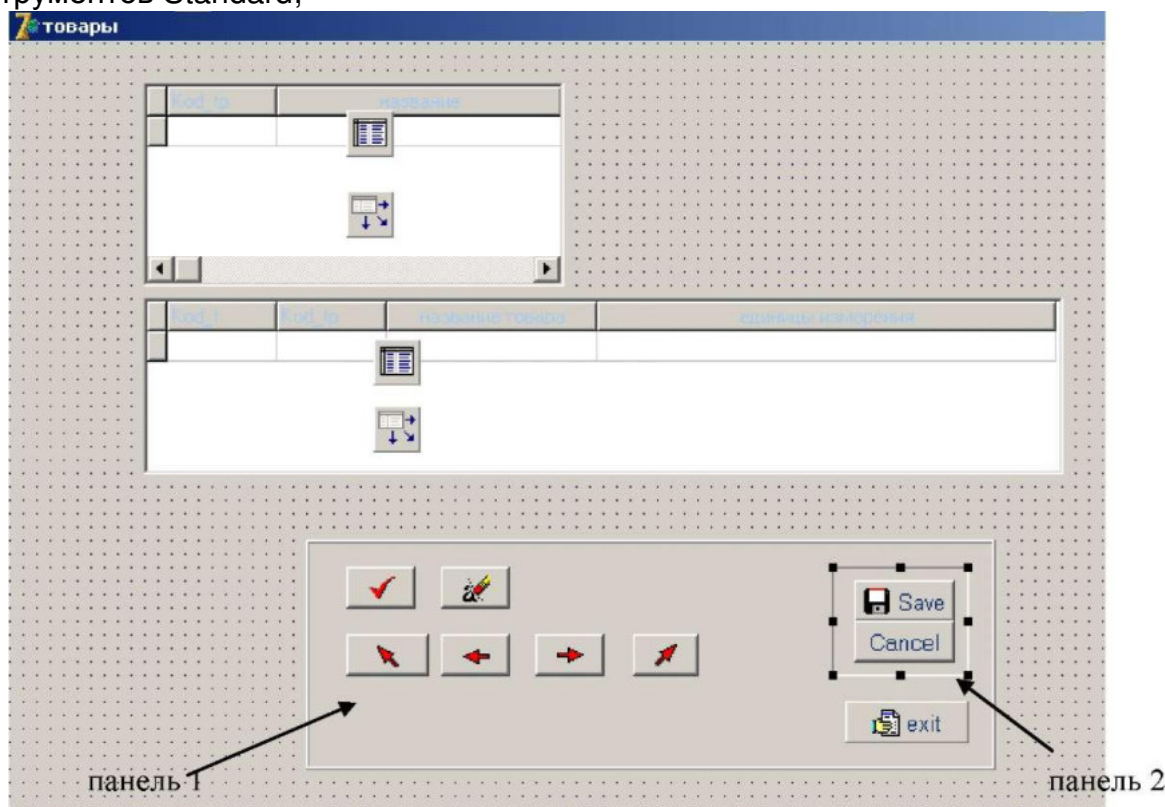 трументов Standard;
товары
Kod_tp название
Kod_t Kod_tp название товара единицы измерения
Save
Cancel
exit
панель 1
панель 2